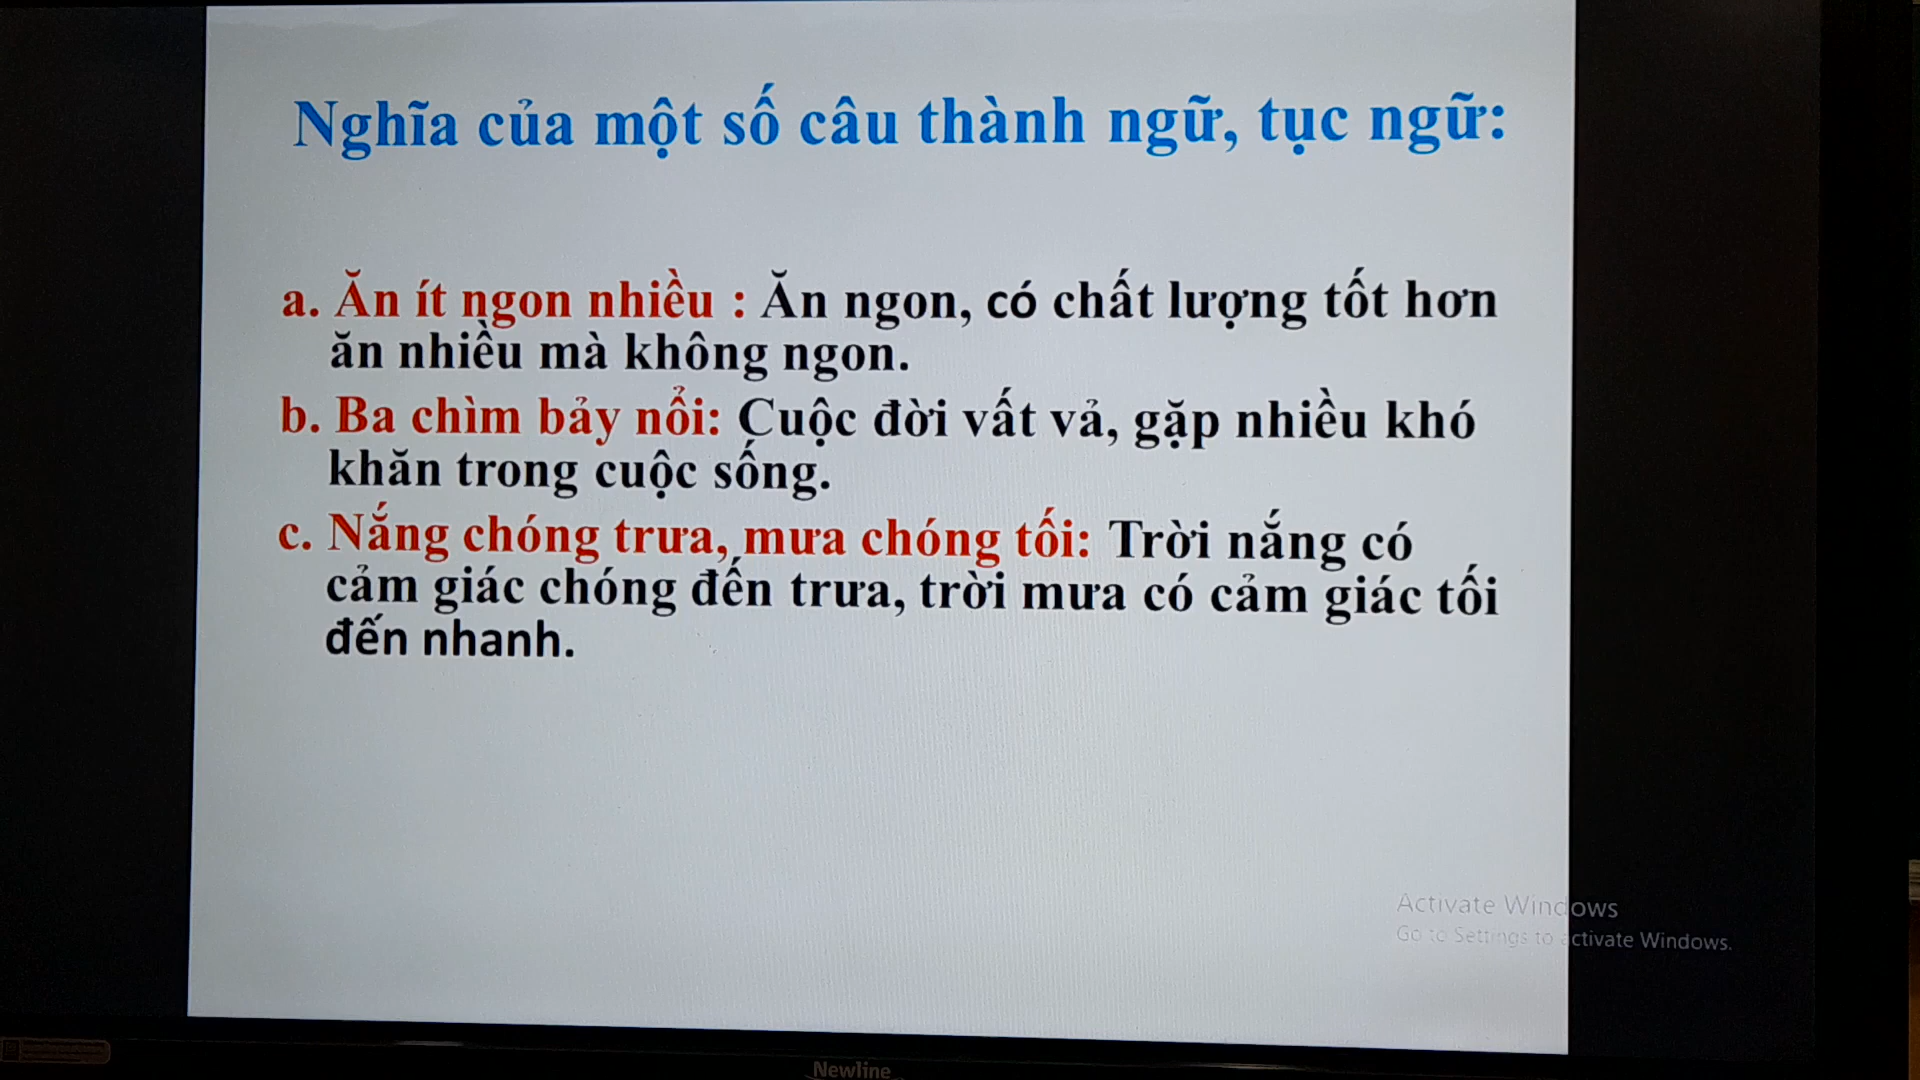 Nghĩa của một số câu thành ngữ, tục ngữ:
a. Ăn ít ngon nhiều : Ăn ngon, có chất lượng tốt hơn
ăn nhiều mà không ngon.
b. Ba chìm bảy nổi: Cuộc đời vất vả, gặp nhiều khó
khăn trong cuộc sống.
c. Nắng chóng trưa, mưa chóng tối: Trời nắng có
cảm giác chóng đến trưa, trời mưa có cảm giác tối
đến nhanh.
Activate Windows
Go to Settings to activate Windows.
Newline